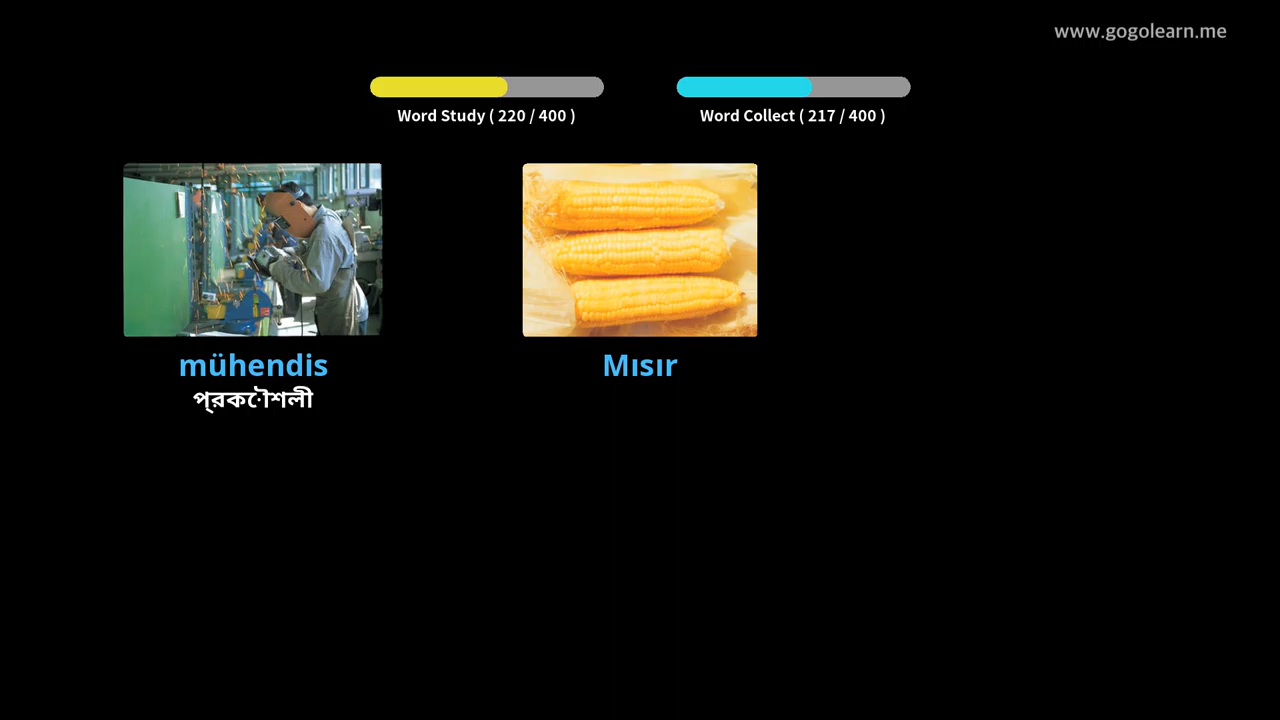 www.gogolearn.me
Word Study ( 220 / 400 )
Word Collect ( 217 / 400 )
mühendis
প্রকৌশলী
Mısır